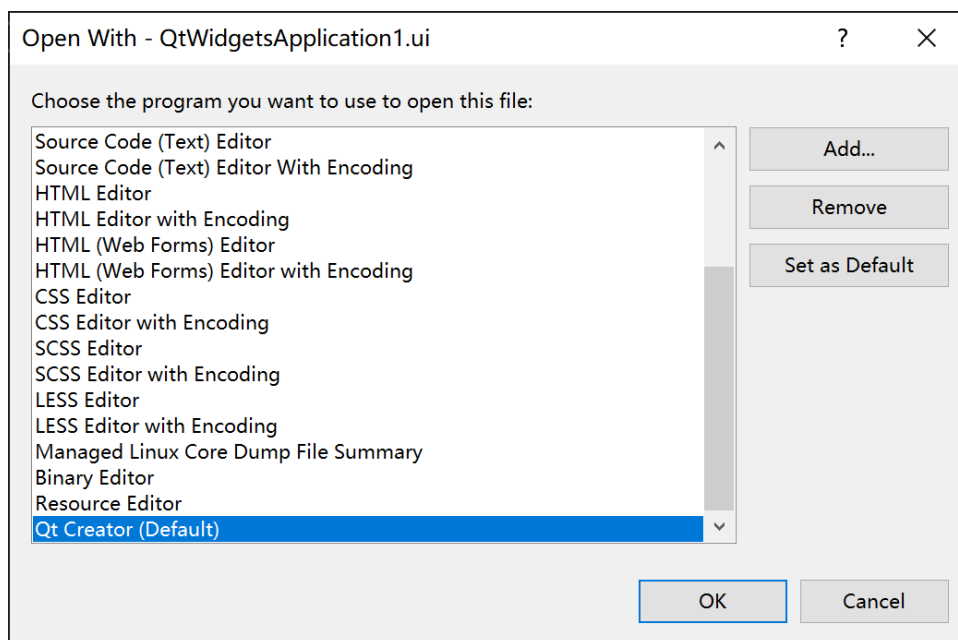 Open With - QtWidgetsApplication1.ui
Choose the program you want to use to open this file:
Source Code (Text) Editor
Source Code (Text) Editor With Encoding
HTML Editor
HTML Editor with Encoding
HTML (Web Forms) Editor
HTML (Web Forms) Editor with Encoding
CSS Editor
CSS Editor with Encoding
SCSS Editor
SCSS Editor with Encoding
LESS Editor
LESS Editor with Encoding
Managed Linux Core Dump File Summary
Binary Editor
Resource Editor
Qt Creator (Default)
Add...
Remove
Set as Default
OK
Cancel